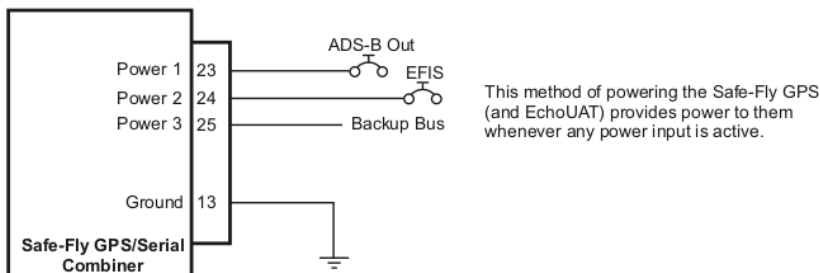 ADS-B Out
Power 1 23
EFIS
Power 2 24
Power 3 25
Backup Bus
Ground 13
Safe-Fly GPS/Serial
Combiner
This method of powering the Safe-Fly GPS
(and EchoUAT) provides power to them
whenever any power input is active.